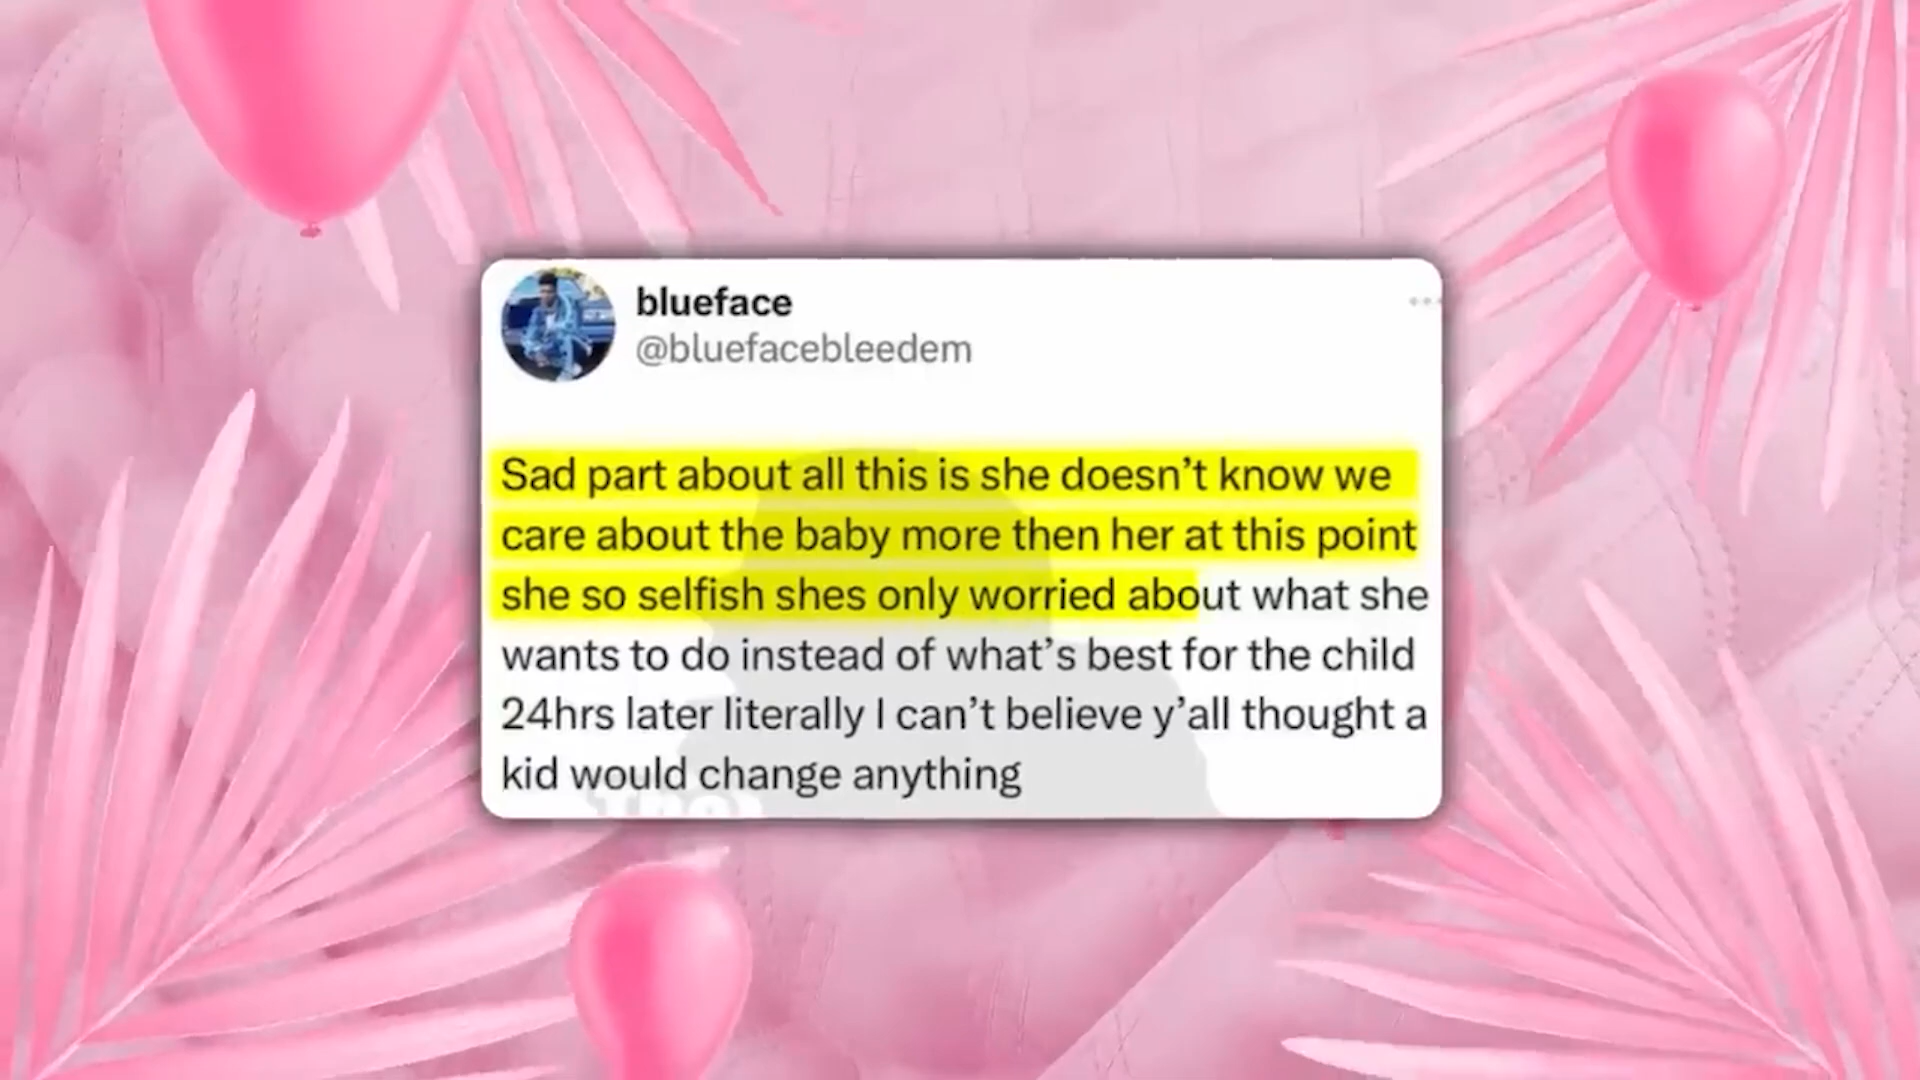 blueface
@bluefacebleedem
Sad part about all this is she doesn’t know we
care about the baby more then her at this point
she so selfish shes only worried about what she
wants to do instead of what’s best for the child
24hrs later literally I can’t believe y’all thought a
kid would change anything